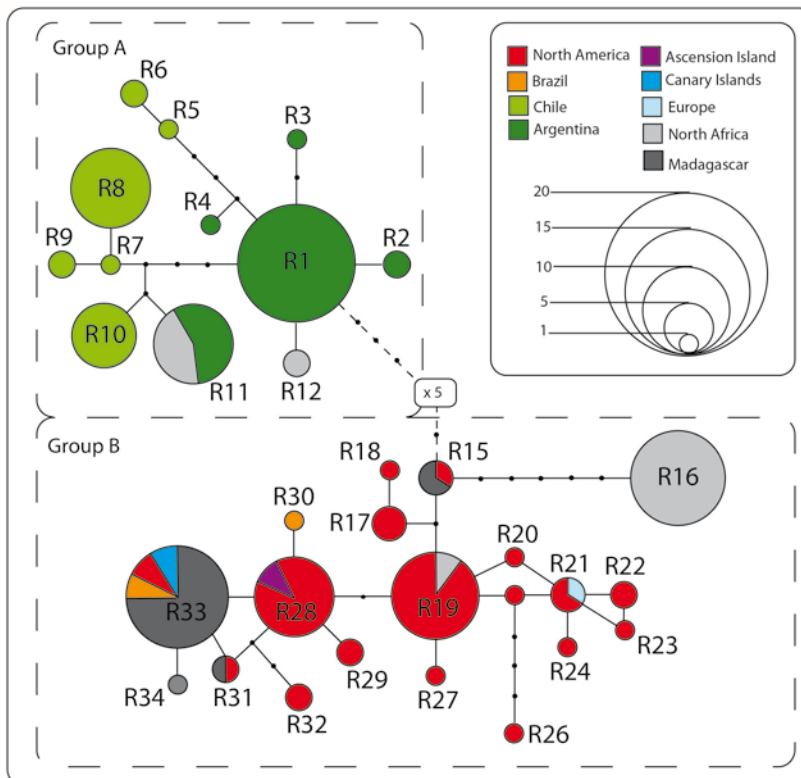 Group A
R6
R5
R3
R4
R8
R1
R2
R9
R7
R10
R11
R12
North America
Brazil
Chile
Argentina
Ascension Island
Canary Islands
Europe
North Africa
Madagascar
20
15
10
5
1
x 5
Group B
R18
R15
R16
R17
R30
R20
R21
R22
R33
R28
R19
R23
R24
R29
R27
R31
R34
R32
R26